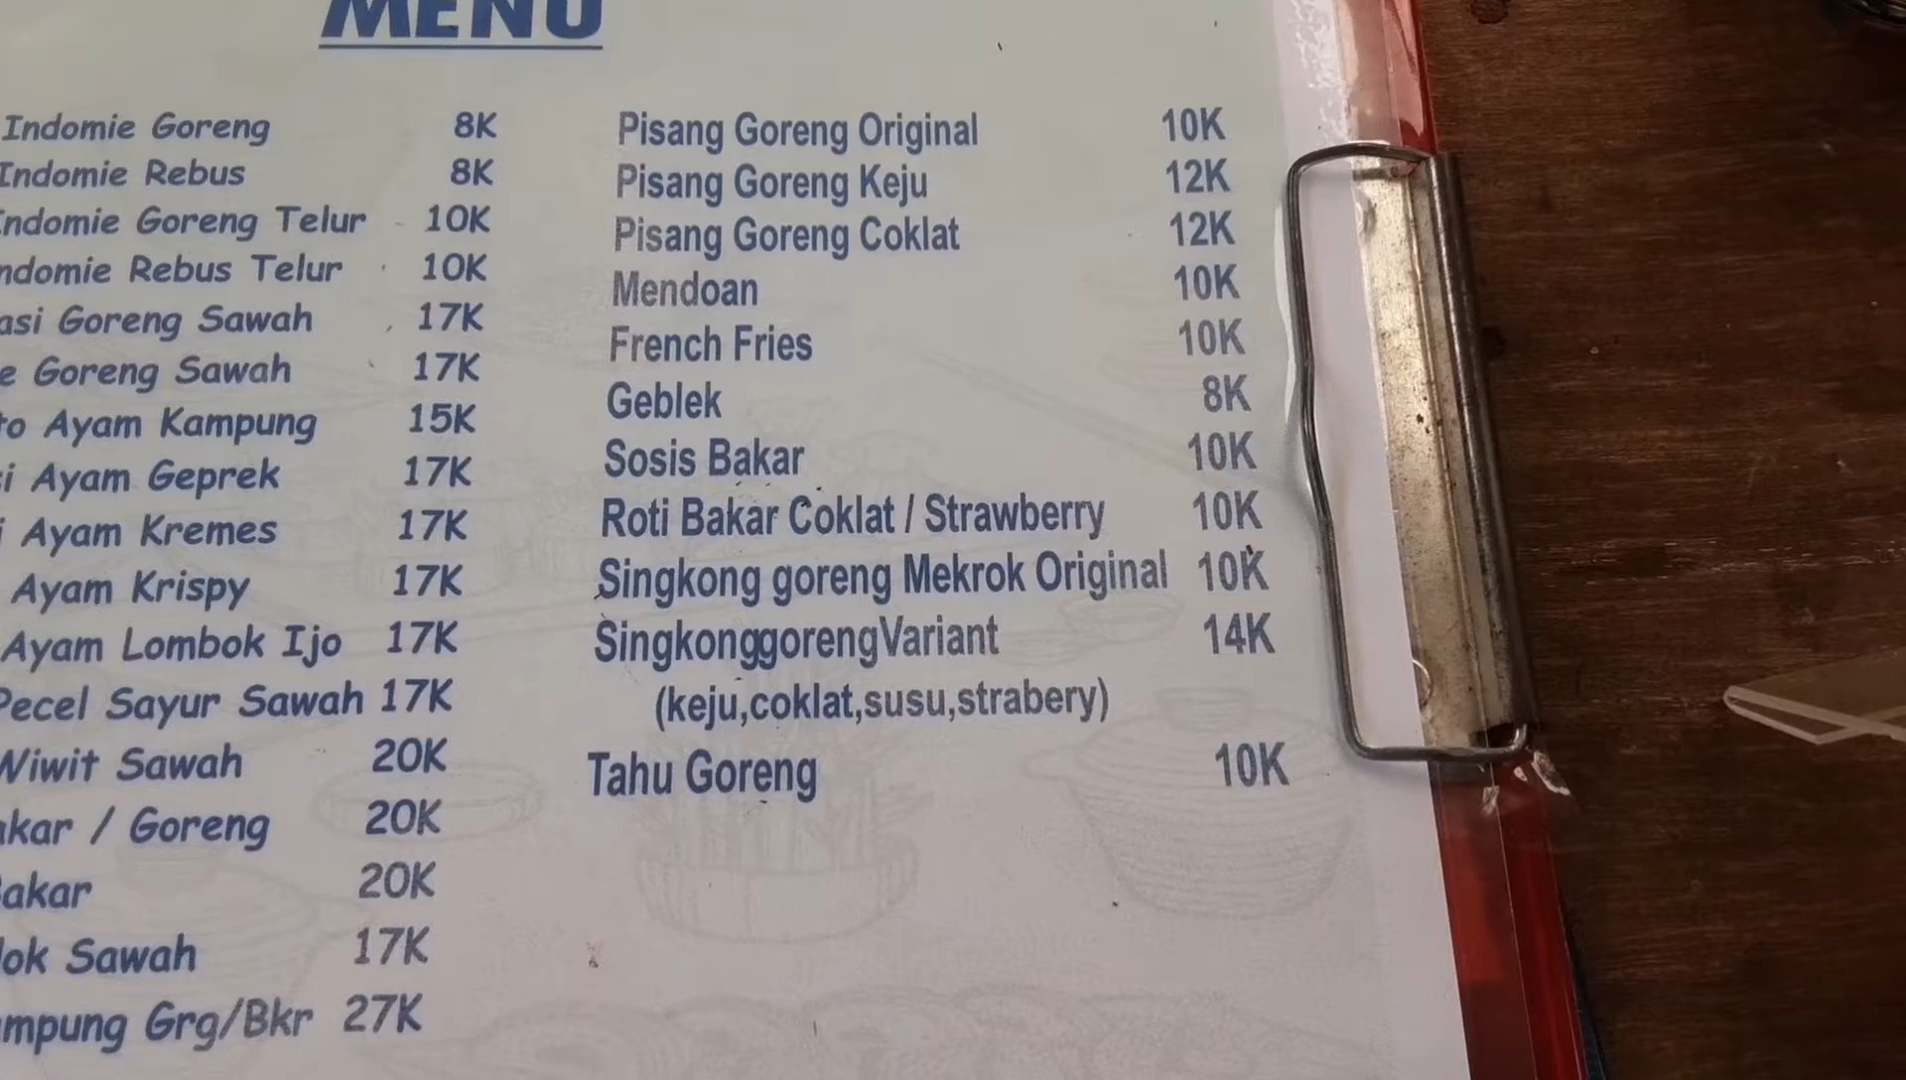 MENU
Indomie Goreng 8K
Indomie Rebus 8K
Indomie Goreng Telur 10K
ndomie Rebus Telur 10K
asi Goreng Sawah 17K
e Goreng Sawah 17K
to Ayam Kampung 15K
i Ayam Geprek 17K
i Ayam Kremes 17K
Ayam Krispy 17K
Ayam Lombok Ijo 17K
Pecel Sayur Sawah 17K
Wiwit Sawah 20K
akar / Goreng 20K
Bakar 20K
lok Sawah 17K
mpung Grg/Bkr 27K
Pisang Goreng Original 10K
Pisang Goreng Keju 12K
Pisang Goreng Coklat 12K
Mendoan 10K
French Fries 10K
Geblek 8K
Sosis Bakar 10K
Roti Bakar Coklat / Strawberry 10K
Singkong goreng Mekrok Original 10K
SingkonggorengVariant 14K
(keju,coklat,susu,strabery)
Tahu Goreng 10K